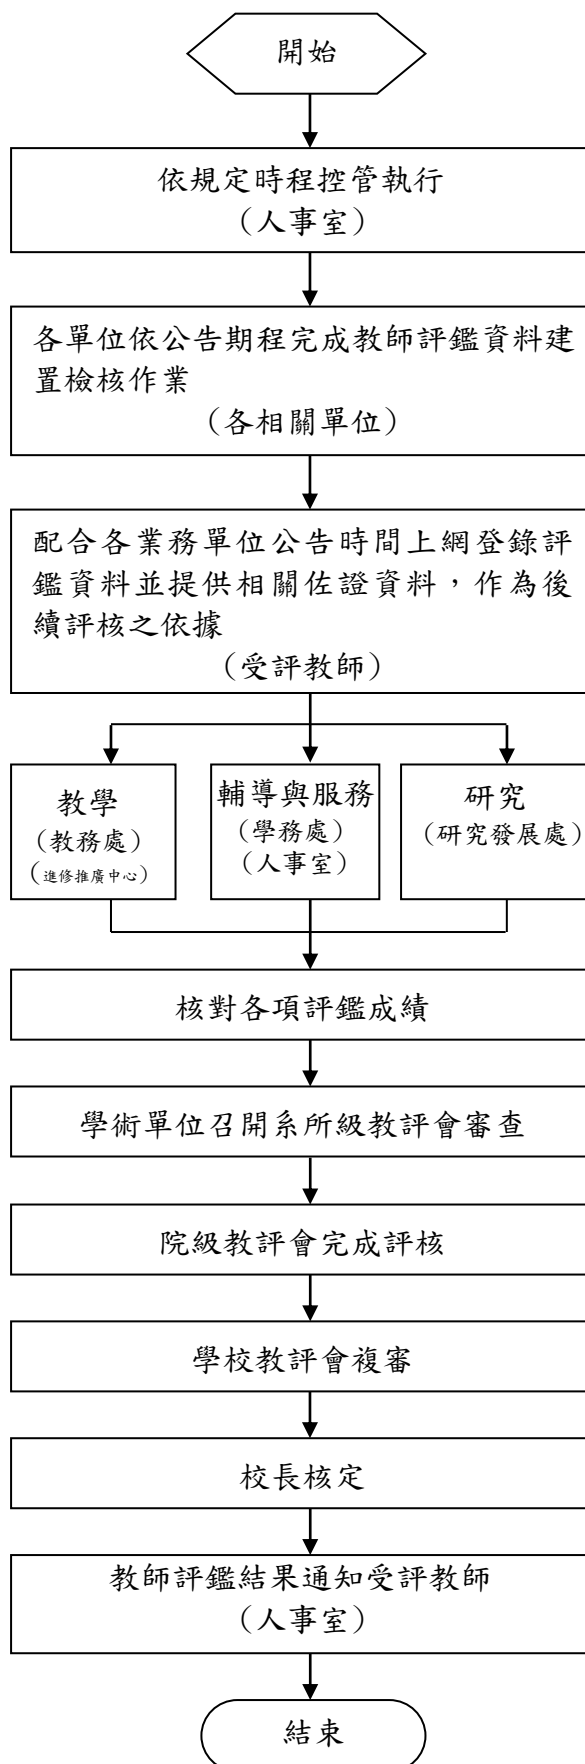 開始
依規定時程控管執行
（人事室）
各單位依公告期程完成教師評鑑資料建
置檢核作業
（各相關單位）
配合各業務單位公告時間上網登錄評
鑑資料並提供相關佐證資料，作為後
續評核之依據
（受評教師）
教學
（教務處）
（進修推廣中心）
輔導與服務
（學務處）
（人事室）
研究
（研究發展處）
核對各項評鑑成績
學術單位召開系所級教評會審查
院級教評會完成評核
學校教評會複審
校長核定
教師評鑑結果通知受評教師
（人事室）
結束